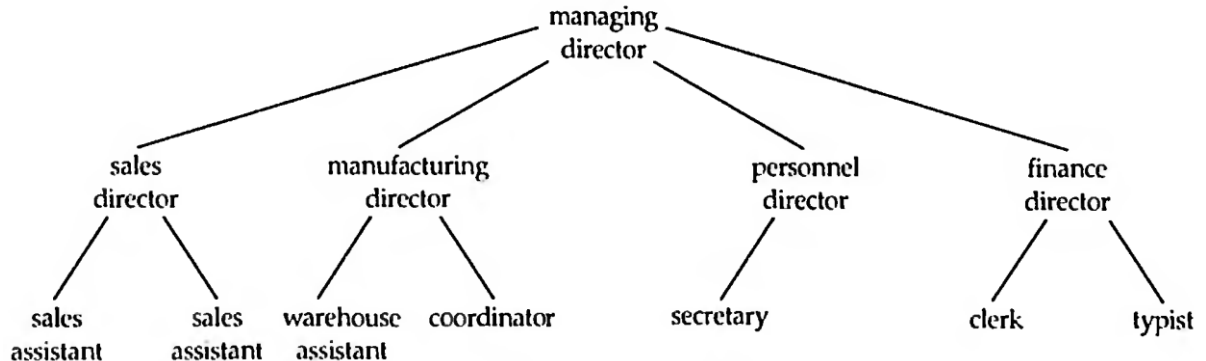 managing
director
sales
director
manufacturing
director
personnel
director
finance
director
sales
assistant
sales
assistant
warehouse
assistant
coordinator
secretary
clerk
typist